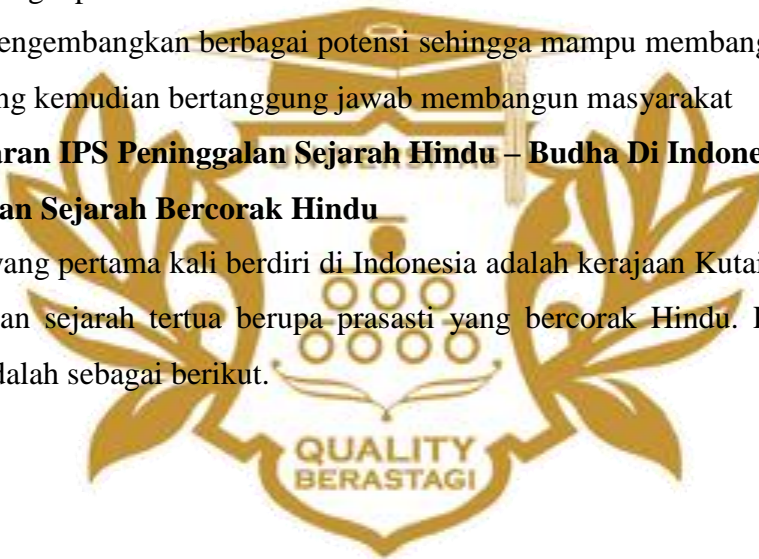 engembangkan berbagai potensi sehingga mampu membang
ng kemudian bertanggung jawab membangun masyarakat
aran IPS Peninggalan Sejarah Hindu – Budha Di Indone
UNIVERSITAS
an Sejarah Bercorak Hindu
yang pertama kali berdiri di Indonesia adalah kerajaan Kutai
an sejarah tertua berupa prasasti yang bercorak Hindu.
dalah sebagai berikut.
QUALITY
BERASTAGI